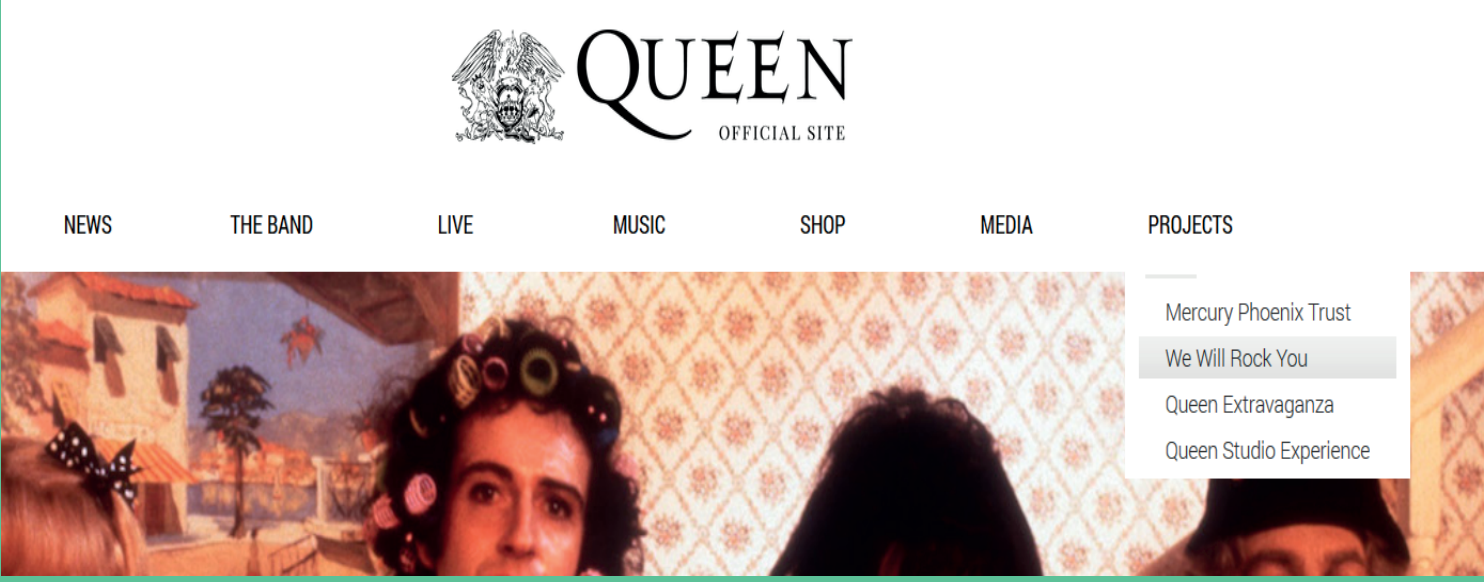 QUEEN
OFFICIAL SITE
NEWS THE BAND LIVE MUSIC SHOP MEDIA PROJECTS
Mercury Phoenix Trust
We Will Rock You
Queen Extravaganza
Queen Studio Experience